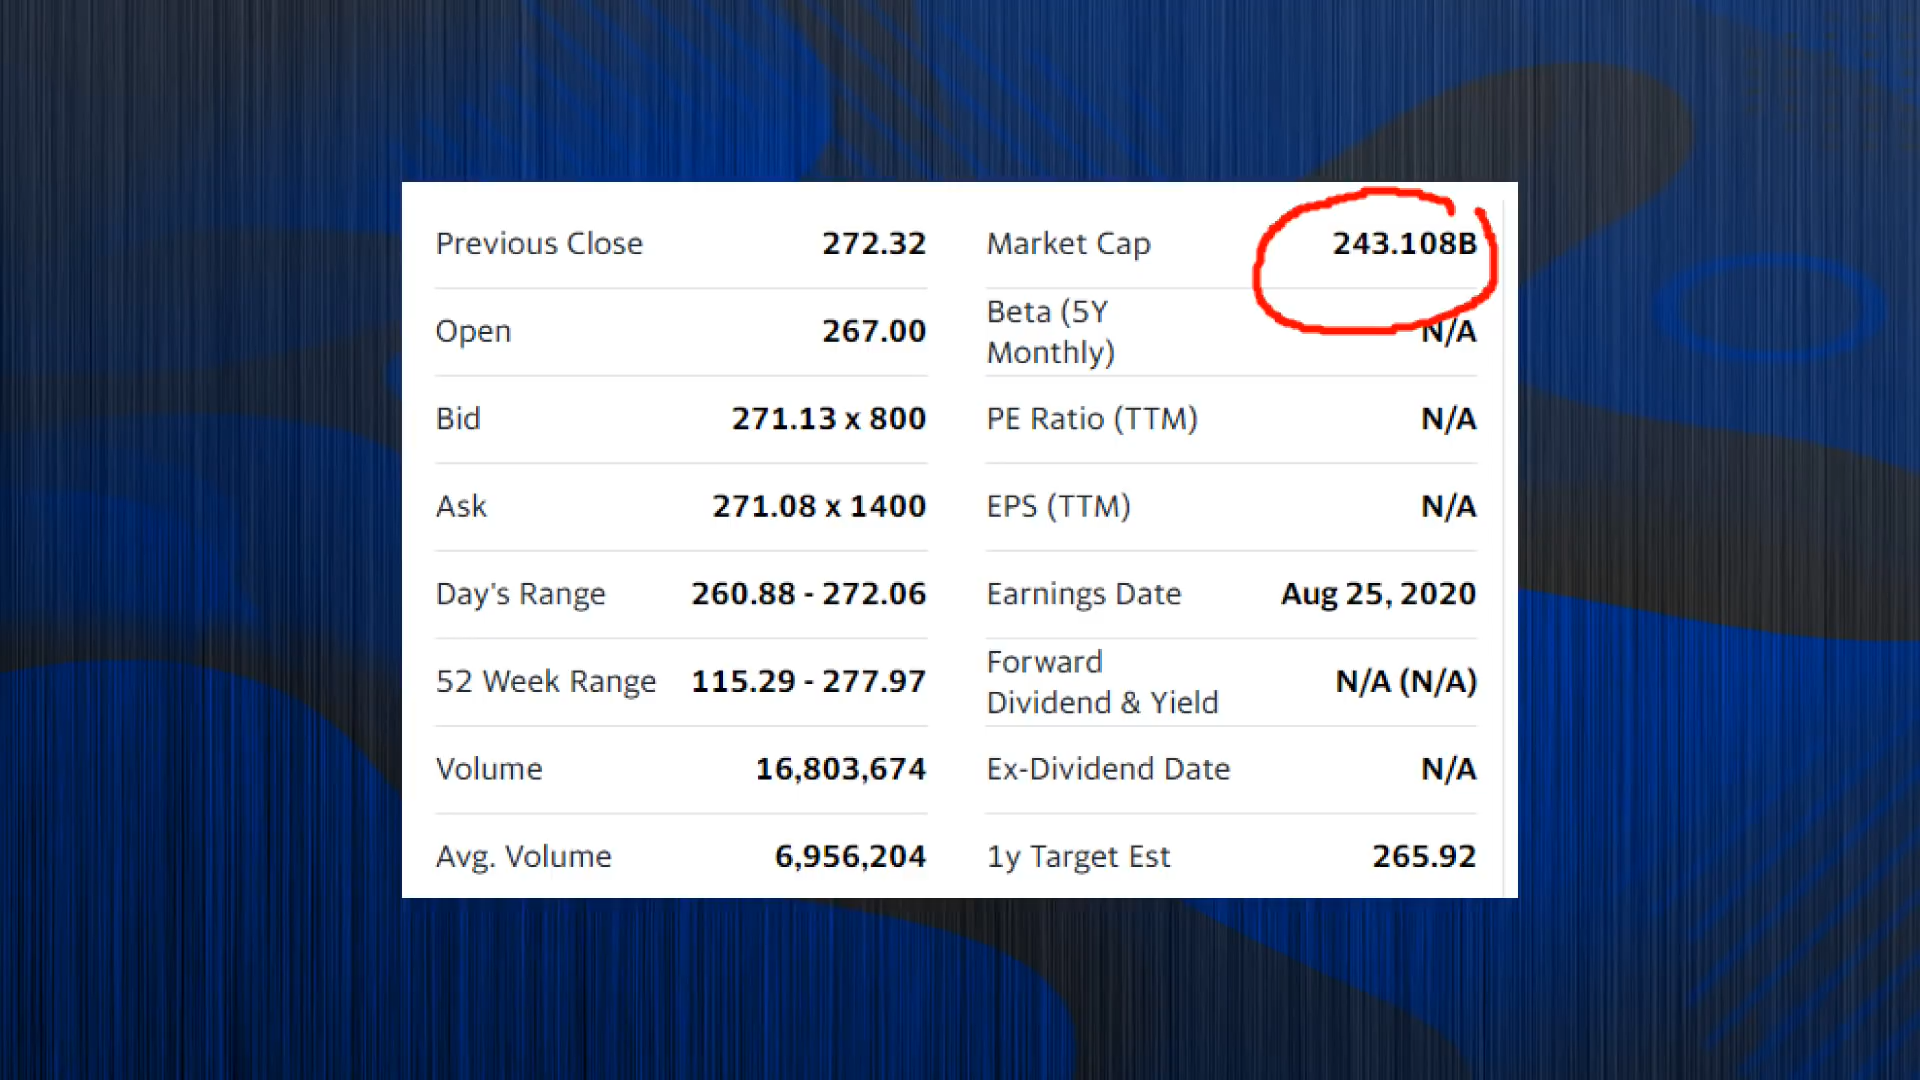 Previous Close 272.32
Open 267.00
Bid 271.13 x 800
Ask 271.08 x 1400
Day's Range 260.88 - 272.06
52 Week Range 115.29 - 277.97
Volume 16,803,674
Avg. Volume 6,956,204
Market Cap 243.108B
Beta (5Y
Monthly) N/A
PE Ratio (TTM) N/A
EPS (TTM) N/A
Earnings Date Aug 25, 2020
Forward
Dividend & Yield N/A (N/A)
Ex-Dividend Date N/A
1y Target Est 265.92